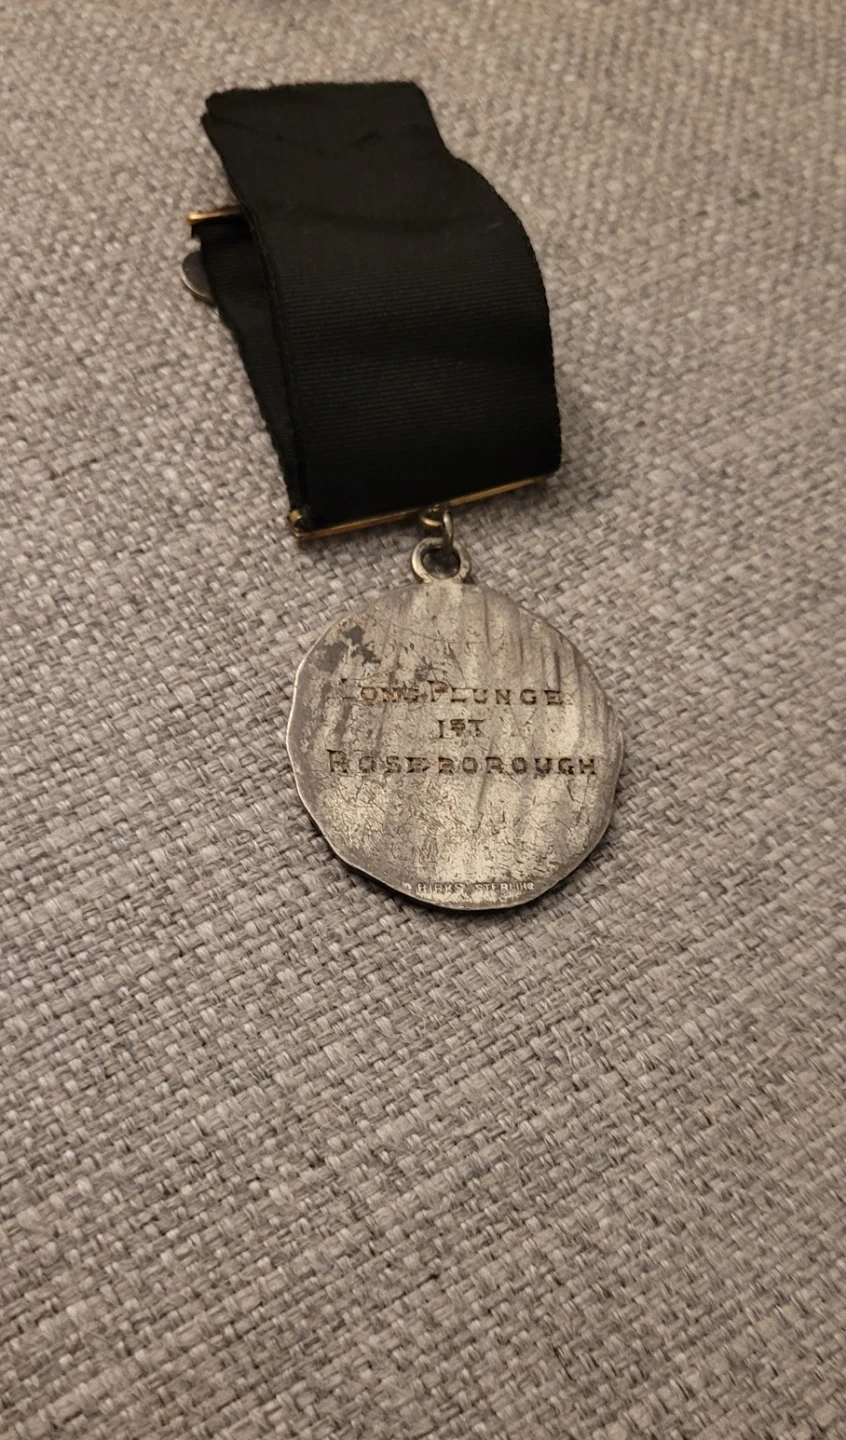 Long Plunge
1st
Roseborough
BIRKS STERLING